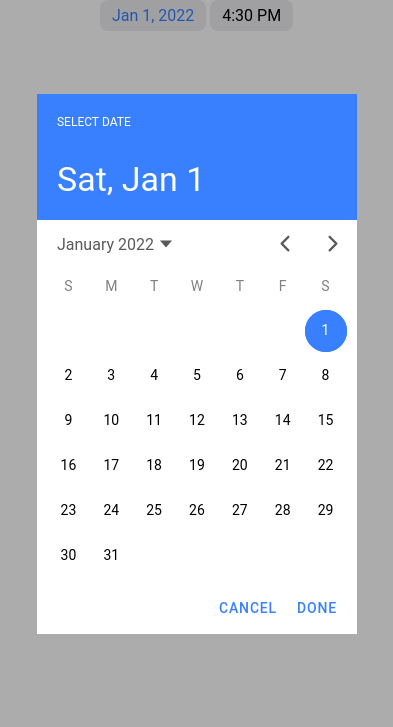 Jan 1, 2022 4:30 PM
SELECT DATE
Sat, Jan 1
January 2022
S M T W T F S
1
2 3 4 5 6 7 8
9 10 11 12 13 14 15
16 17 18 19 20 21 22
23 24 25 26 27 28 29
30 31
CANCEL DONE